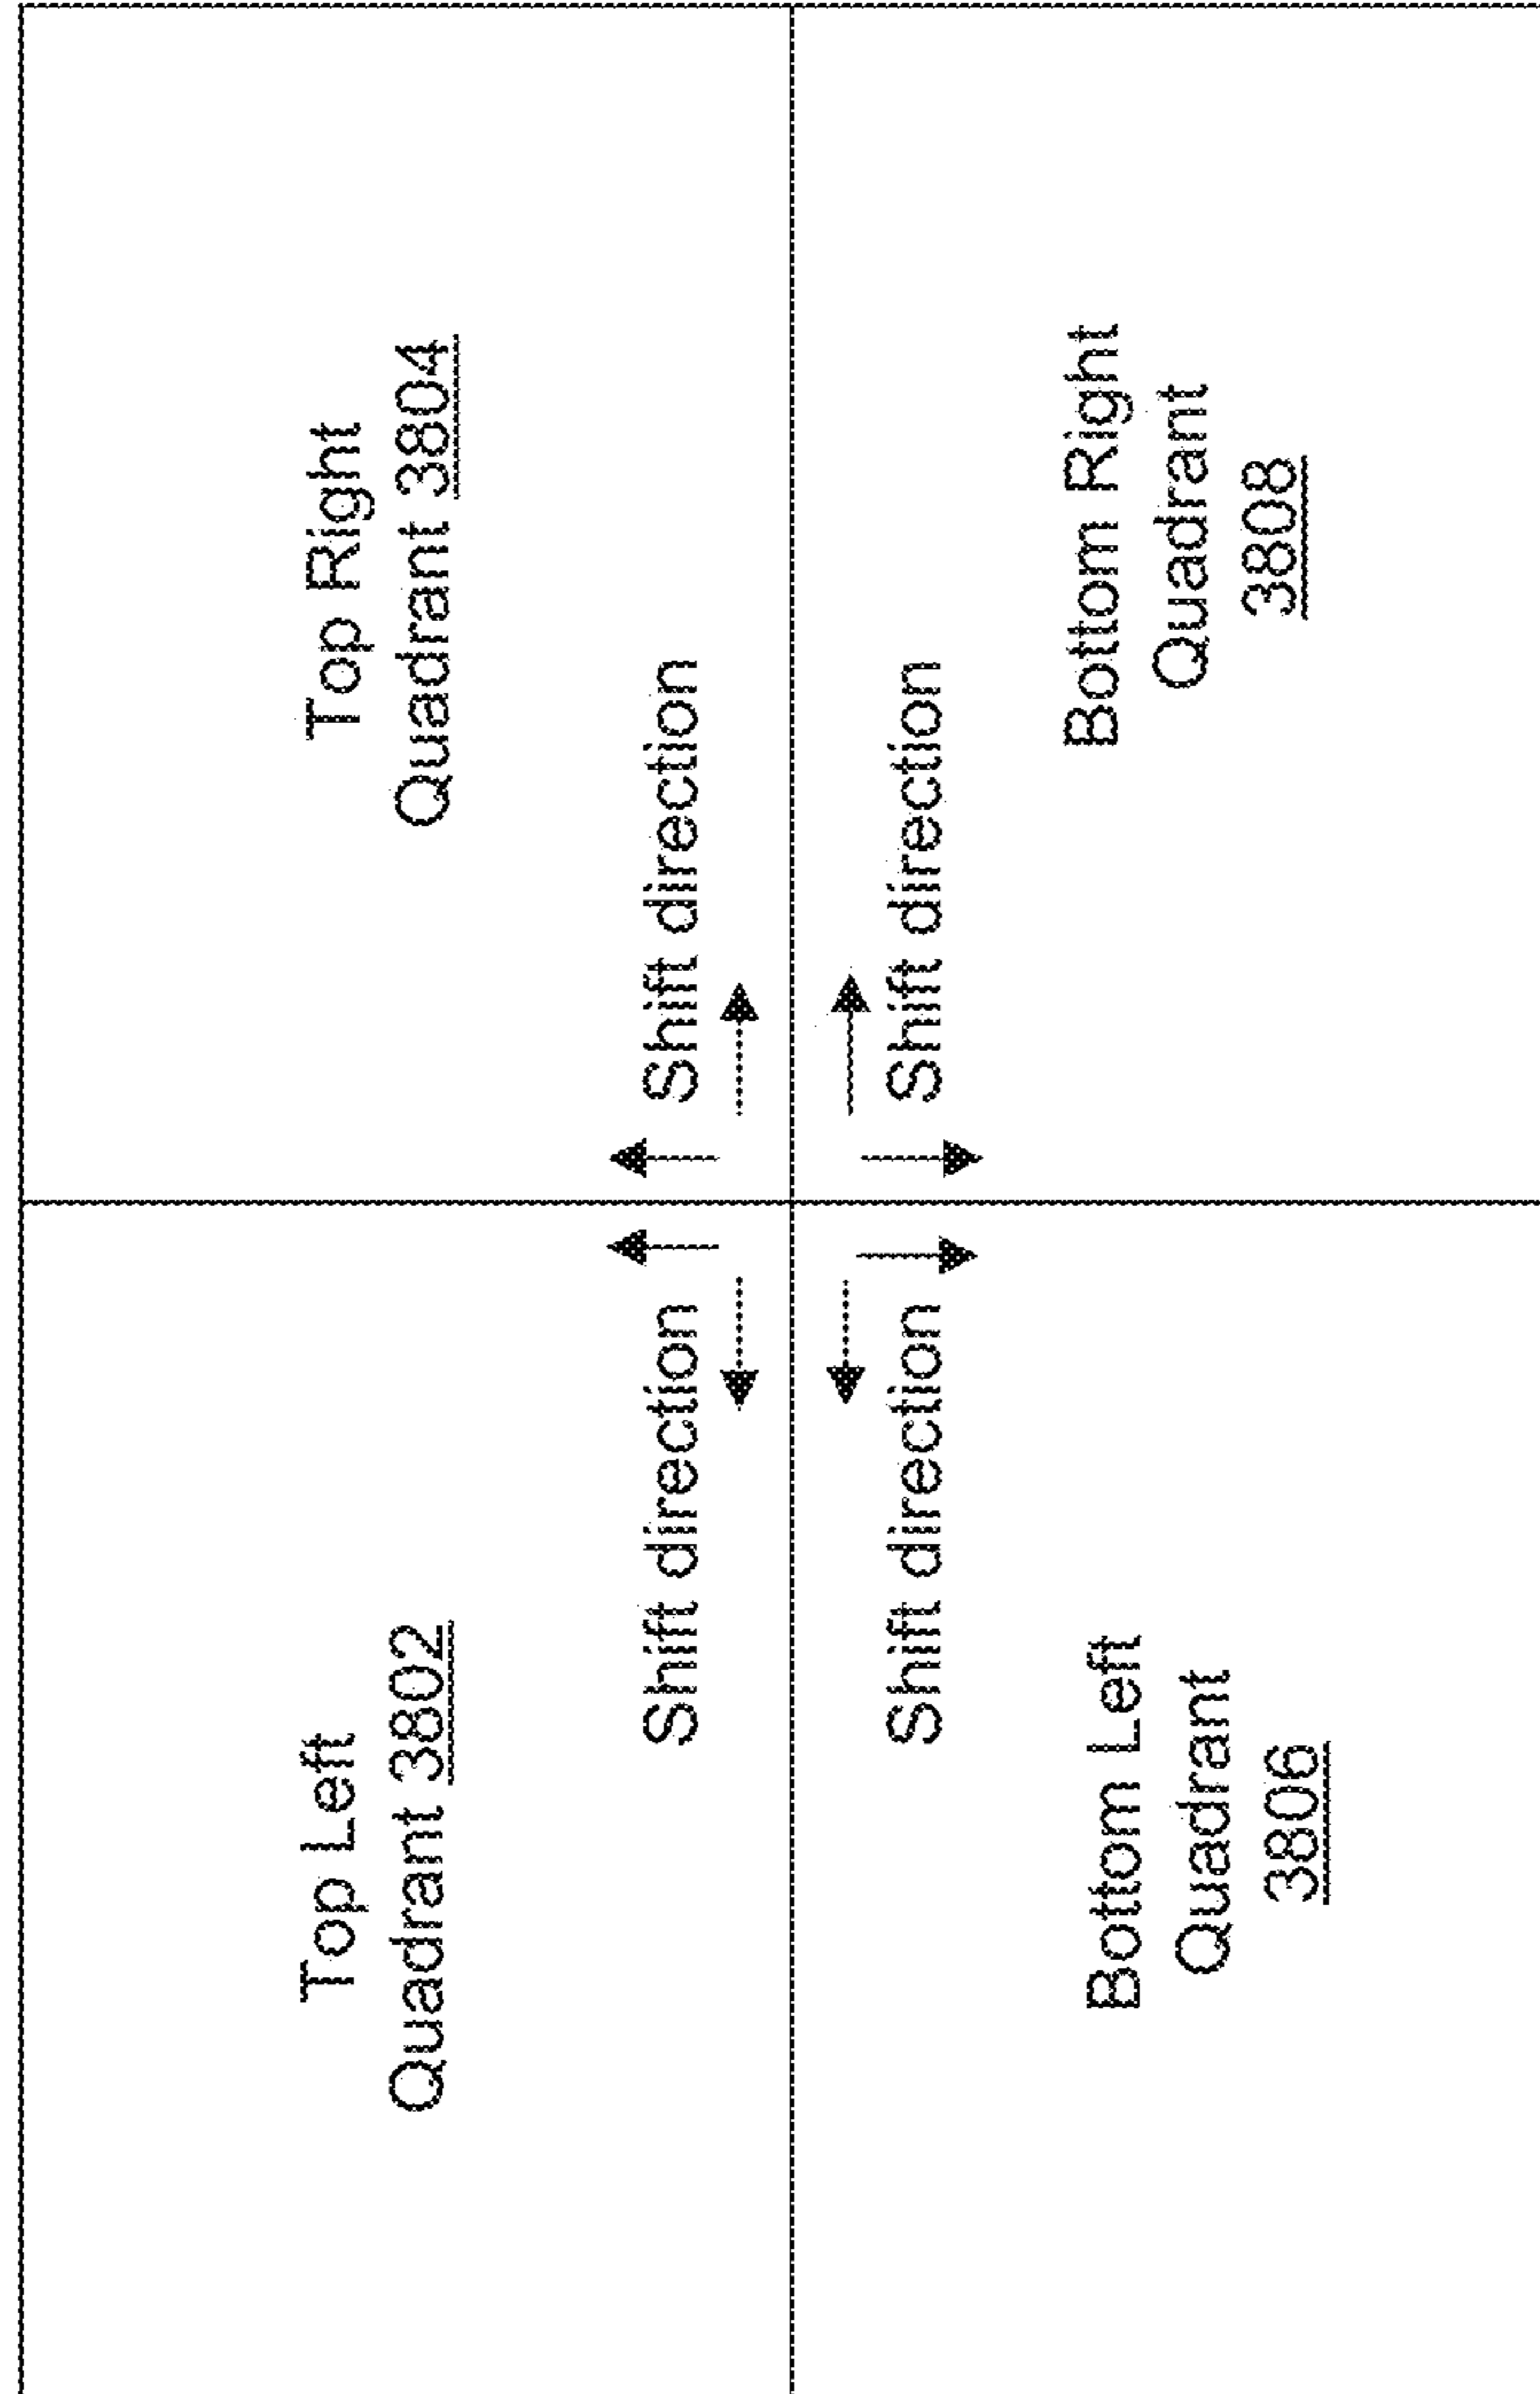 Top Left
Quadrant 3802
Top Right
Quadrant 3804
Shift direction
Shift direction
Shift direction
Shift direction
Bottom Left
Quadrant
3806
Bottom Right
Quadrant
3808